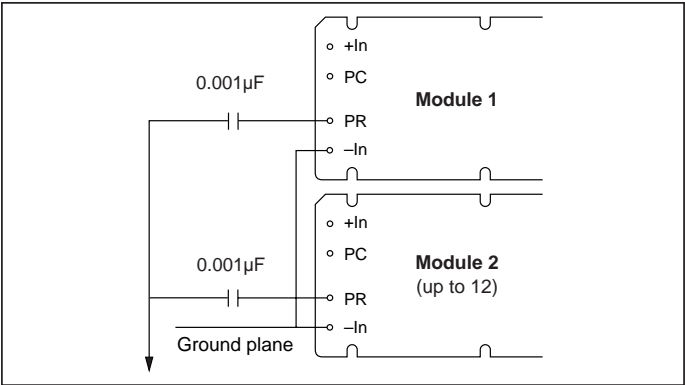 +In
0.001µF
PC
Module 1
PR
–In
+In
0.001µF
PC
Module 2
(up to 12)
PR
–In
Ground plane